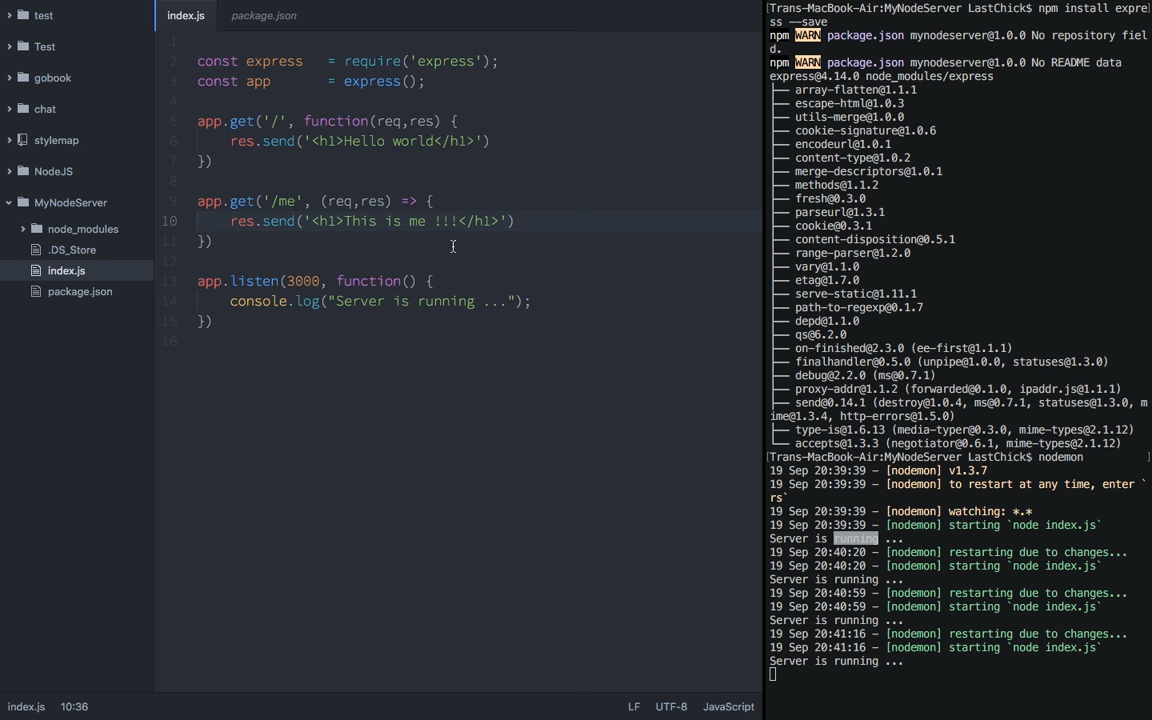 test
Test
gobook
chat
stylemap
NodeJS
MyNodeServer
node_modules
.DS_Store
index.js
package.json
index.js
package.json
1
2 const express   = require('express');
3 const app       = express();
4
5 app.get('/', function(req,res) {
6     res.send('<h1>Hello world</h1>')
7 })
8
9 app.get('/me', (req,res) => {
10     res.send('<h1>This is me !!!</h1>')
11 })
12
13 app.listen(3000, function() {
14     console.log("Server is running ...");
15 })
16
index.js 10:36
LF UTF-8 JavaScript
[Trans-MacBook-Air:MyNodeServer LastChick$ npm install expre]
ss --save
npm WARN package.json mynodeserver@1.0.0 No repository fiel
d.
npm WARN package.json mynodeserver@1.0.0 No README data
express@4.14.0 node_modules/express
├── array-flatten@1.1.1
├── escape-html@1.0.3
├── utils-merge@1.0.0
├── cookie-signature@1.0.6
├── encodeurl@1.0.1
├── content-type@1.0.2
├── merge-descriptors@1.0.1
├── methods@1.1.2
├── fresh@0.3.0
├── parseurl@1.3.1
├── cookie@0.3.1
├── content-disposition@0.5.1
├── range-parser@1.2.0
├── vary@1.1.0
├── etag@1.7.0
├── serve-static@1.11.1
├── path-to-regexp@0.1.7
├── depd@1.1.0
├── qs@6.2.0
├── on-finished@2.3.0 (ee-first@1.1.1)
├── finalhandler@0.5.0 (unpipe@1.0.0, statuses@1.3.0)
├── debug@2.2.0 (ms@0.7.1)
├── proxy-addr@1.1.2 (forwarded@0.1.0, ipaddr.js@1.1.1)
├── send@0.14.1 (destroy@1.0.4, ms@0.7.1, statuses@1.3.0, m
ime@1.3.4, http-errors@1.5.0)
├── type-is@1.6.13 (media-typer@0.3.0, mime-types@2.1.12)
└── accepts@1.3.3 (negotiator@0.6.1, mime-types@2.1.12)
[Trans-MacBook-Air:MyNodeServer LastChick$ nodemon ]
19 Sep 20:39:39 - [nodemon] v1.3.7
19 Sep 20:39:39 - [nodemon] to restart at any time, enter `
rs`
19 Sep 20:39:39 - [nodemon] watching: *.*
19 Sep 20:39:39 - [nodemon] starting `node index.js`
Server is running ...
19 Sep 20:40:20 - [nodemon] restarting due to changes...
19 Sep 20:40:20 - [nodemon] starting `node index.js`
Server is running ...
19 Sep 20:40:59 - [nodemon] restarting due to changes...
19 Sep 20:40:59 - [nodemon] starting `node index.js`
Server is running ...
19 Sep 20:41:16 - [nodemon] restarting due to changes...
19 Sep 20:41:16 - [nodemon] starting `node index.js`
Server is running ...